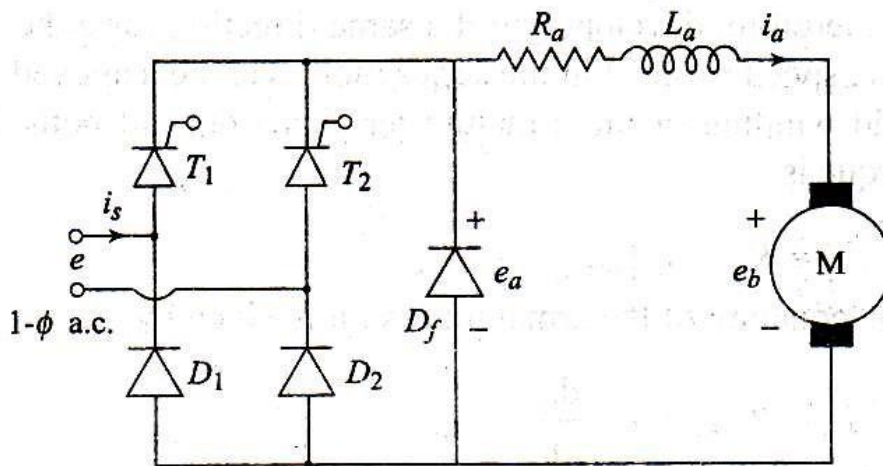 R_a L_a i_a
T_1 T_2
i_s
e
1-ϕ a.c.
+
e_a
D_f −
D_1 D_2
+
e_b M
−